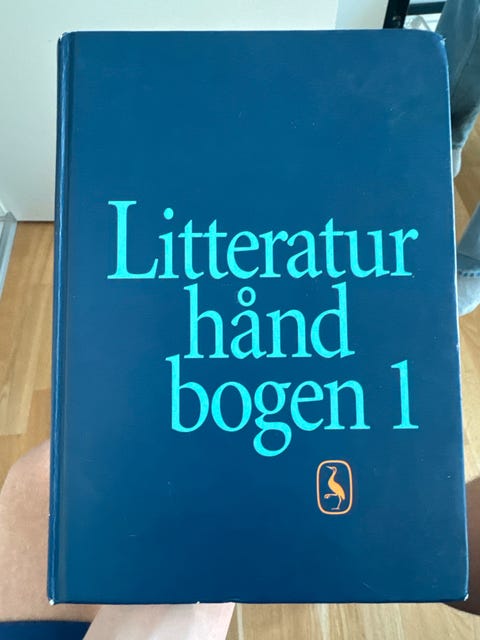 Litteratur
hånd
bogen 1